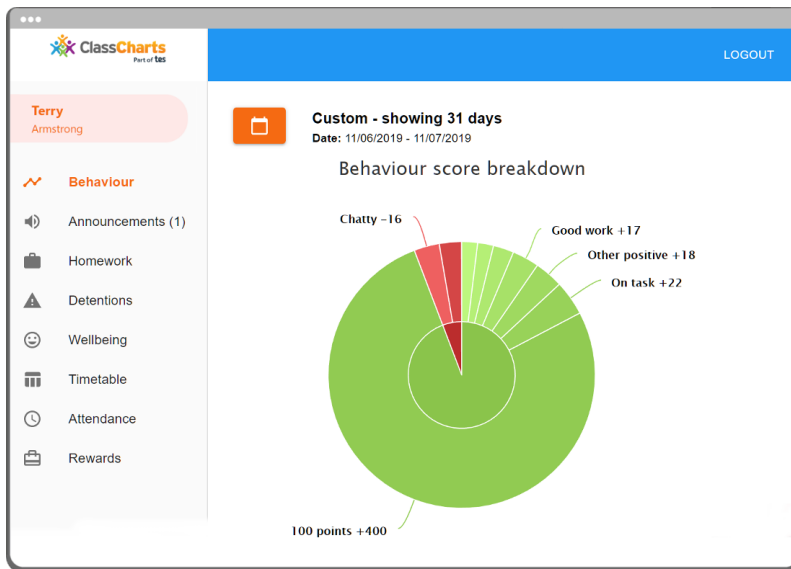 ClassCharts
Part of tes
LOGOUT
Terry
Armstrong
Behaviour
Announcements (1)
Homework
Detentions
Wellbeing
Timetable
Attendance
Rewards
Custom - showing 31 days
Date: 11/06/2019 - 11/07/2019
Behaviour score breakdown
Chatty -16
Good work +17
Other positive +18
On task +22
100 points +400